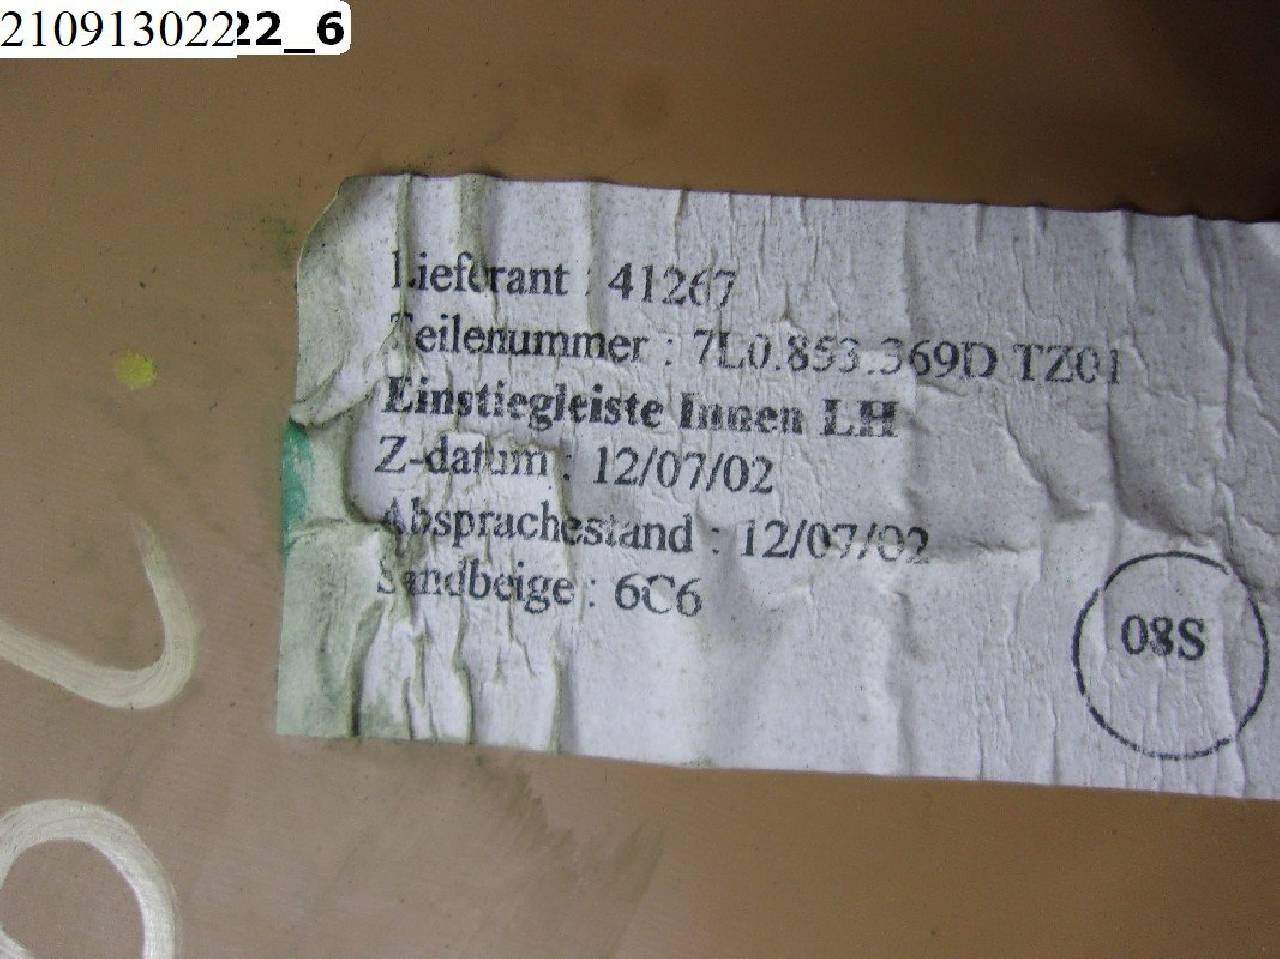 21091302222_6
Lieferant : 41267
Teilenummer : 7L0.853.369D TZ01
Einstiegleiste Innen LH
Z-datum : 12/07/02
Absprachestand : 12/07/02
Sandbeige : 6C6
08S